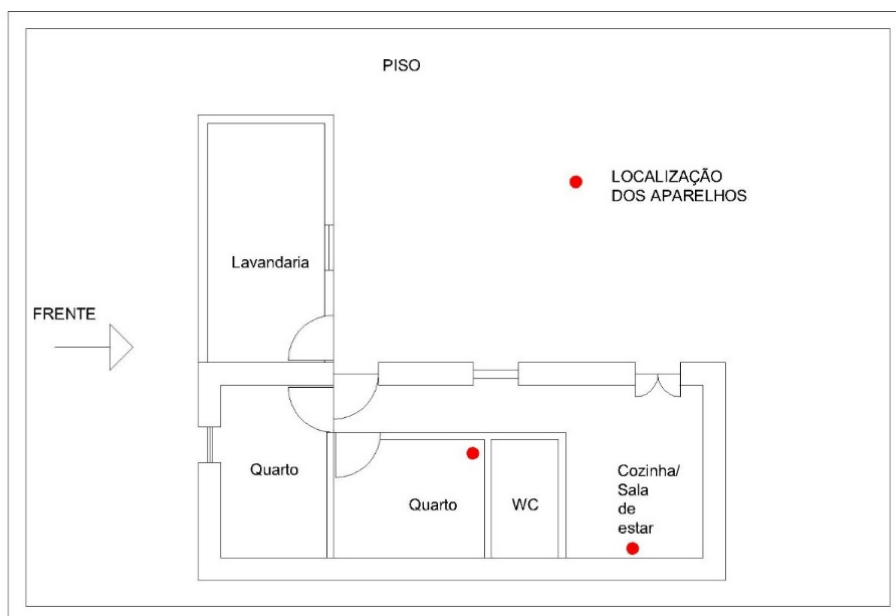 PISO
LOCALIZAÇÃO
DOS APARELHOS
Lavandaria
FRENTE
Quarto
Quarto
WC
Cozinha/
Sala
de
estar